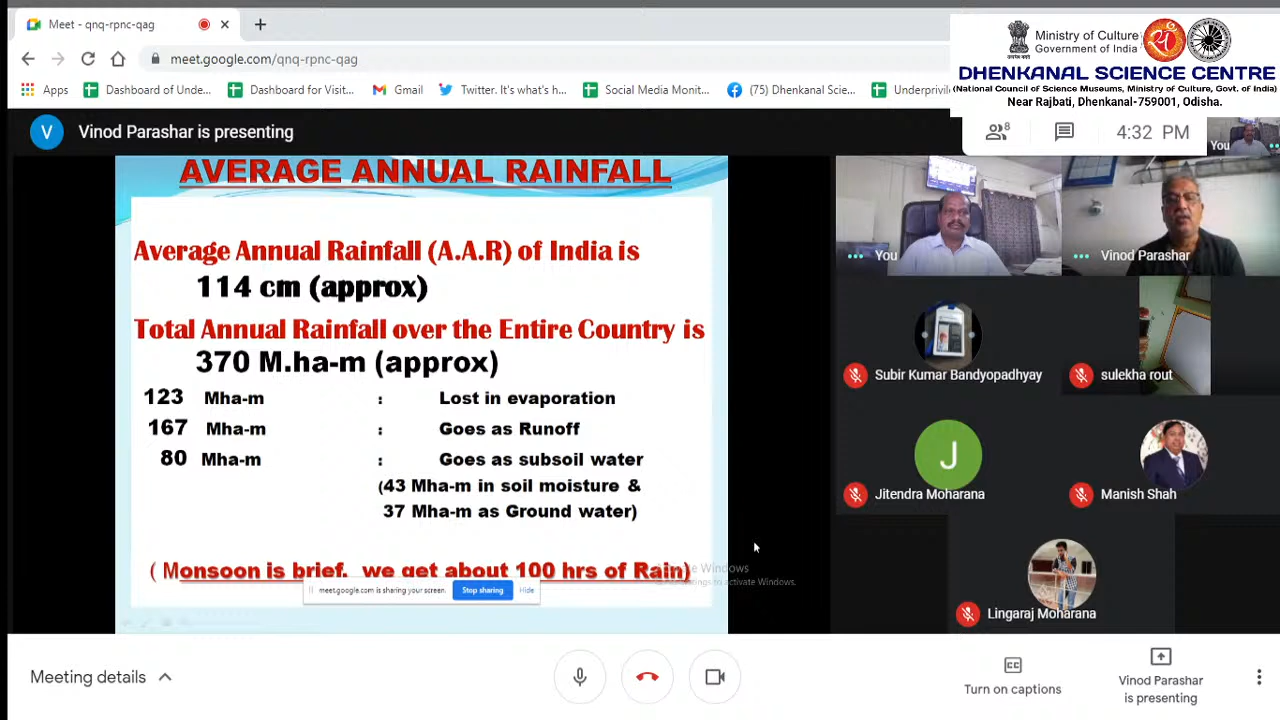 Meet - qnq-rpnc-qag
meet.google.com/qnq-rpnc-qag
Apps Dashboard of Unde... Dashboard for Visit... Gmail Twitter. It's what's h... Social Media Monit... (75) Dhenkanal Scie... Underprivil
Ministry of Culture
Government of India
DHENKANAL SCIENCE CENTRE
(National Council of Science Museums, Ministry of Culture, Govt. of India)
Near Rajbati, Dhenkanal-759001, Odisha.
V Vinod Parashar is presenting
8 4:32 PM
You
AVERAGE ANNUAL RAINFALL
Average Annual Rainfall (A.A.R) of India is
114 cm (approx)
Total Annual Rainfall over the Entire Country is
370 M.ha-m (approx)
123 Mha-m : Lost in evaporation
167 Mha-m : Goes as Runoff
80 Mha-m : Goes as subsoil water
(43 Mha-m in soil moisture &
37 Mha-m as Ground water)
( Monsoon is brief, we get about 100 hrs of Rain)
meet.google.com is sharing your screen. Stop sharing Hide
You
Vinod Parashar
Subir Kumar Bandyopadhyay
sulekha rout
J
Jitendra Moharana
Manish Shah
Lingaraj Moharana
Meeting details
Turn on captions
Vinod Parashar
is presenting